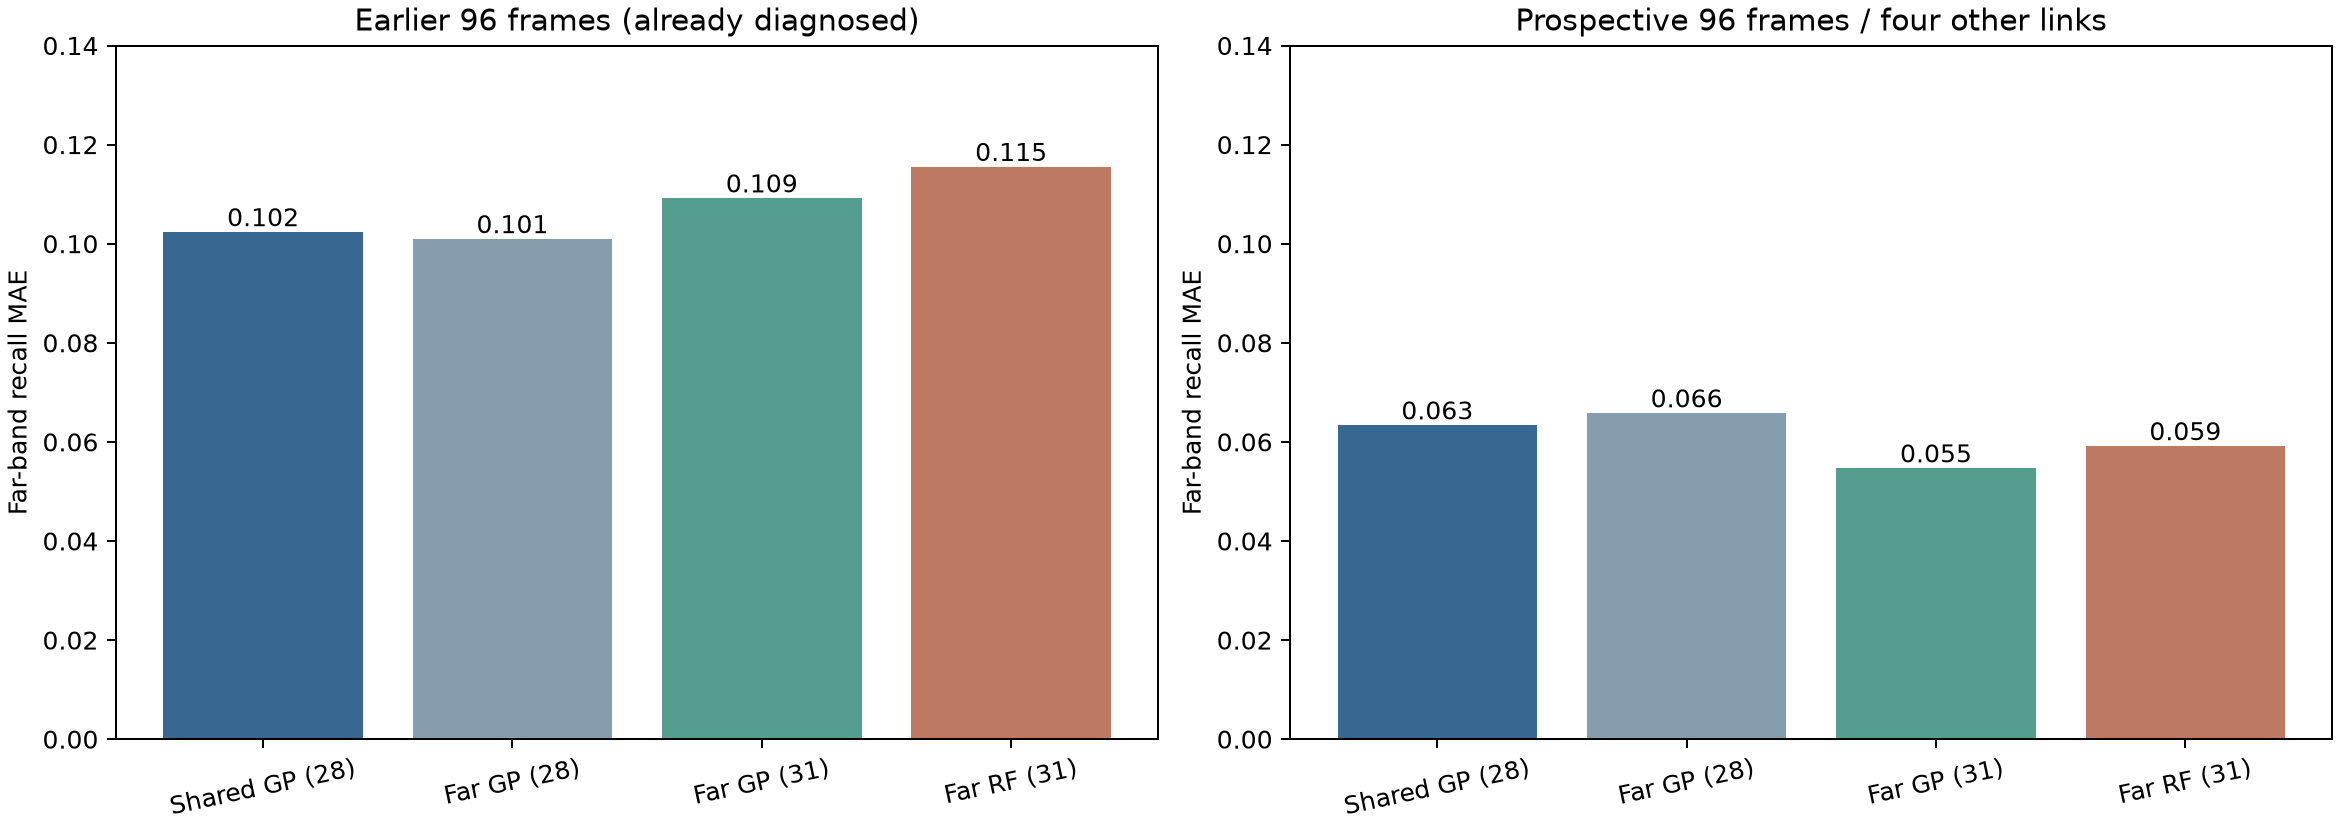 Earlier 96 frames (already diagnosed)
Far-band recall MAE
0.14
0.12
0.10
0.08
0.06
0.04
0.02
0.00
0.102
0.101
0.109
0.115
Shared GP (28)
Far GP (28)
Far GP (31)
Far RF (31)
Prospective 96 frames / four other links
Far-band recall MAE
0.14
0.12
0.10
0.08
0.06
0.04
0.02
0.00
0.063
0.066
0.055
0.059
Shared GP (28)
Far GP (28)
Far GP (31)
Far RF (31)